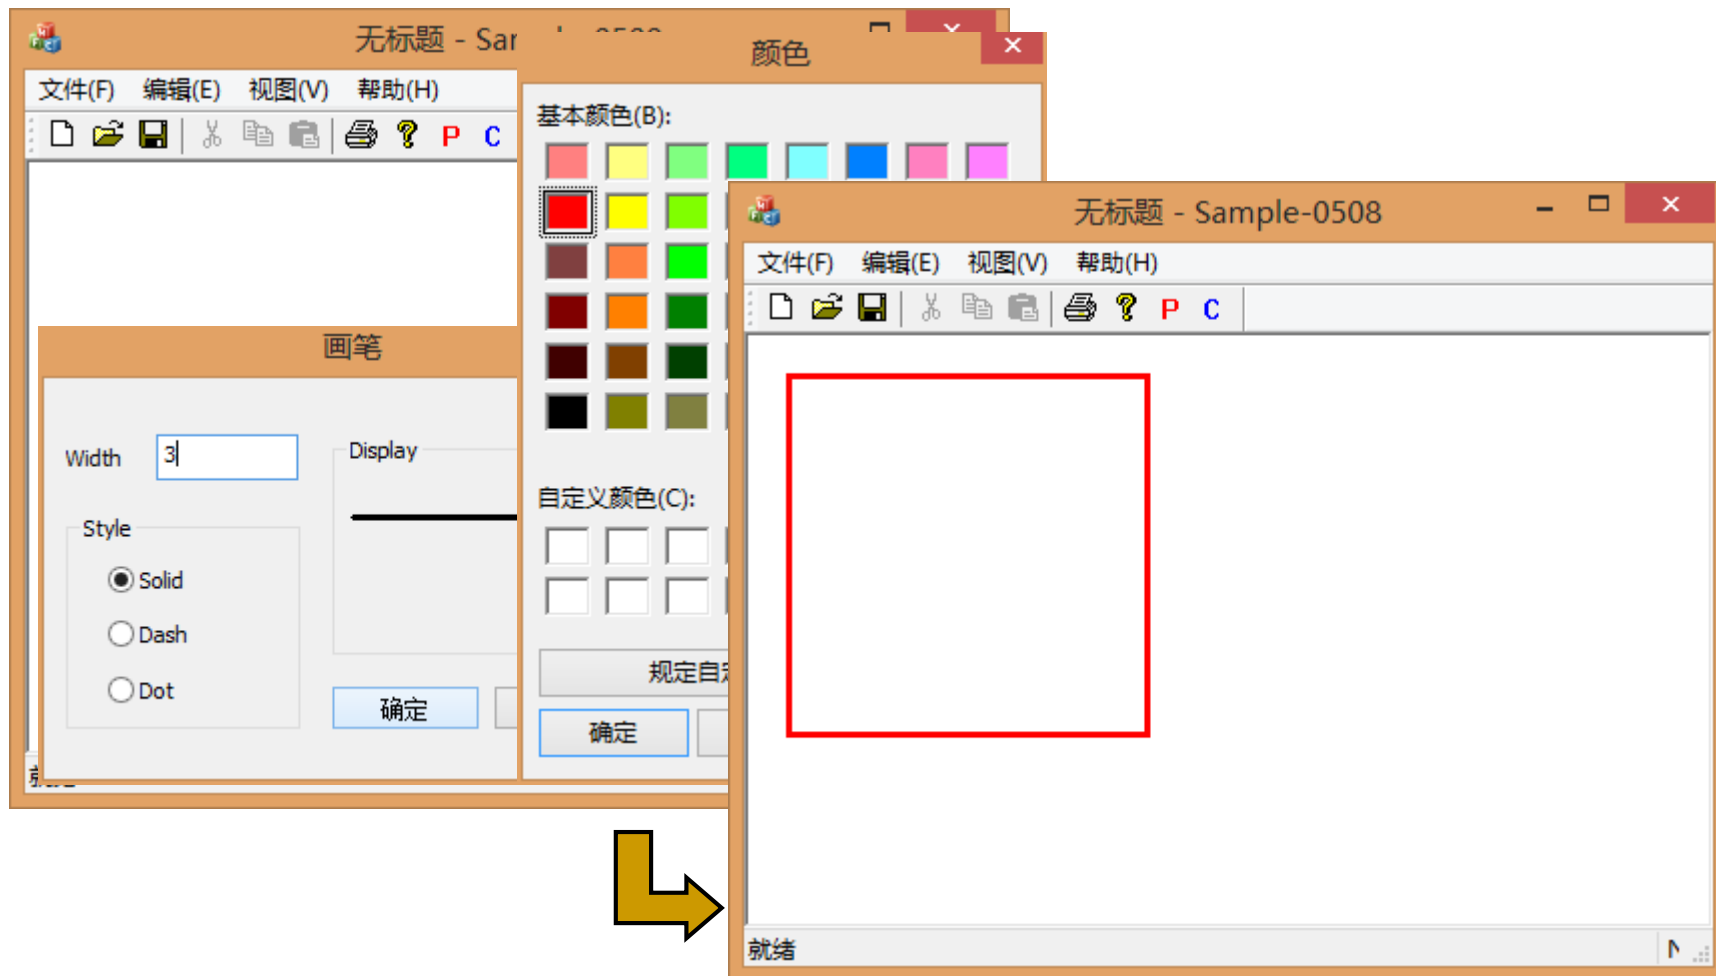 无标题 - Sam
文件(F) 编辑(E) 视图(V) 帮助(H)
P C
画笔
Width 3
Display
Style
Solid
Dash
Dot
确定
颜色
基本颜色(B):
自定义颜色(C):
规定自
确定
无标题 - Sample-0508
文件(F) 编辑(E) 视图(V) 帮助(H)
P C
就绪